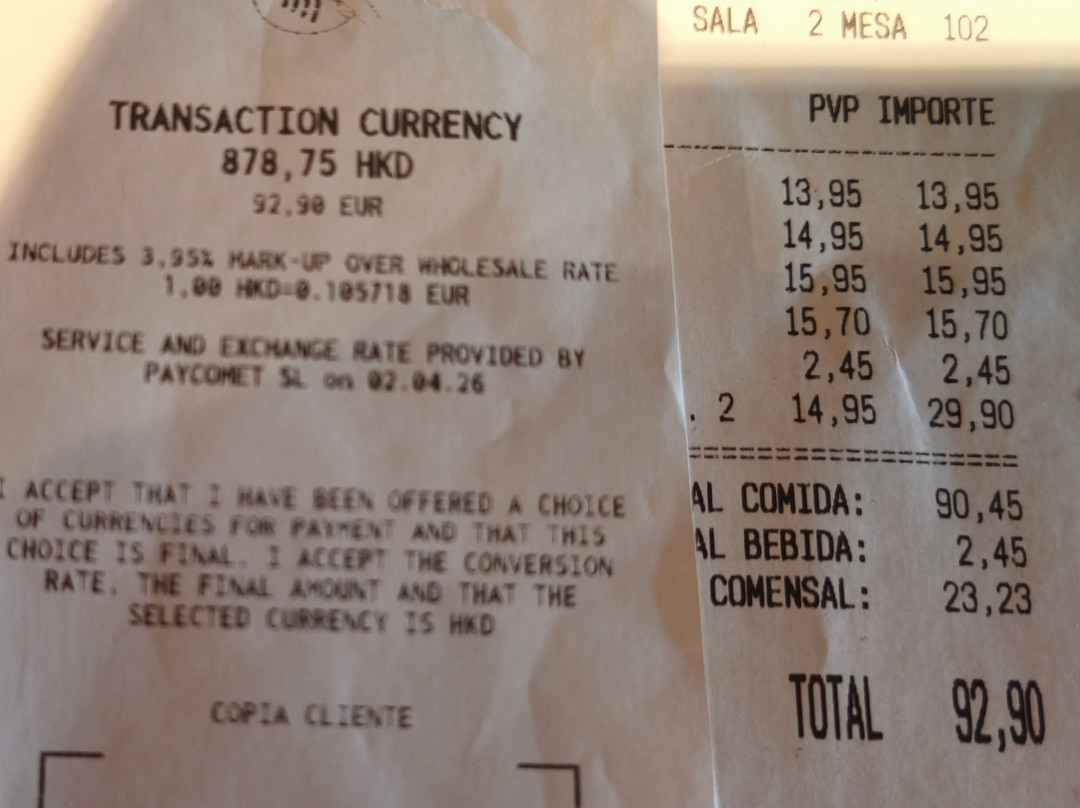 TRANSACTION CURRENCY
878,75 HKD
92,90 EUR
INCLUDES 3,95% MARK-UP OVER WHOLESALE RATE
1,00 HKD=0.105718 EUR
SERVICE AND EXCHANGE RATE PROVIDED BY
PAYCOMET SL on 02.04.26
I ACCEPT THAT I HAVE BEEN OFFERED A CHOICE
OF CURRENCIES FOR PAYMENT AND THAT THIS
CHOICE IS FINAL. I ACCEPT THE CONVERSION
RATE, THE FINAL AMOUNT AND THAT THE
SELECTED CURRENCY IS HKD
COPIA CLIENTE
SALA 2 MESA 102
PVP IMPORTE
13,95 13,95
14,95 14,95
15,95 15,95
15,70 15,70
2,45 2,45
. 2 14,95 29,90
AL COMIDA: 90,45
AL BEBIDA: 2,45
COMENSAL: 23,23
TOTAL 92,90